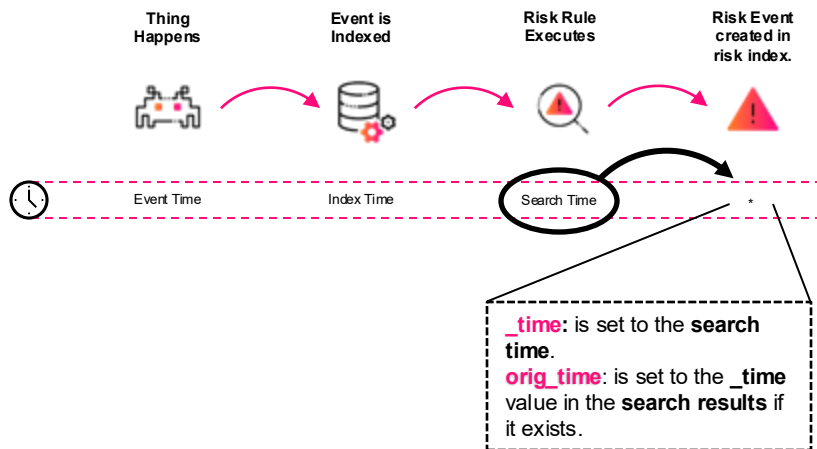 Thing
Happens
Event is
Indexed
Risk Rule
Executes
Risk Event
created in
risk index.
Event Time
Index Time
Search Time
*
_time: is set to the search
time.
orig_time: is set to the _time
value in the search results if
it exists.